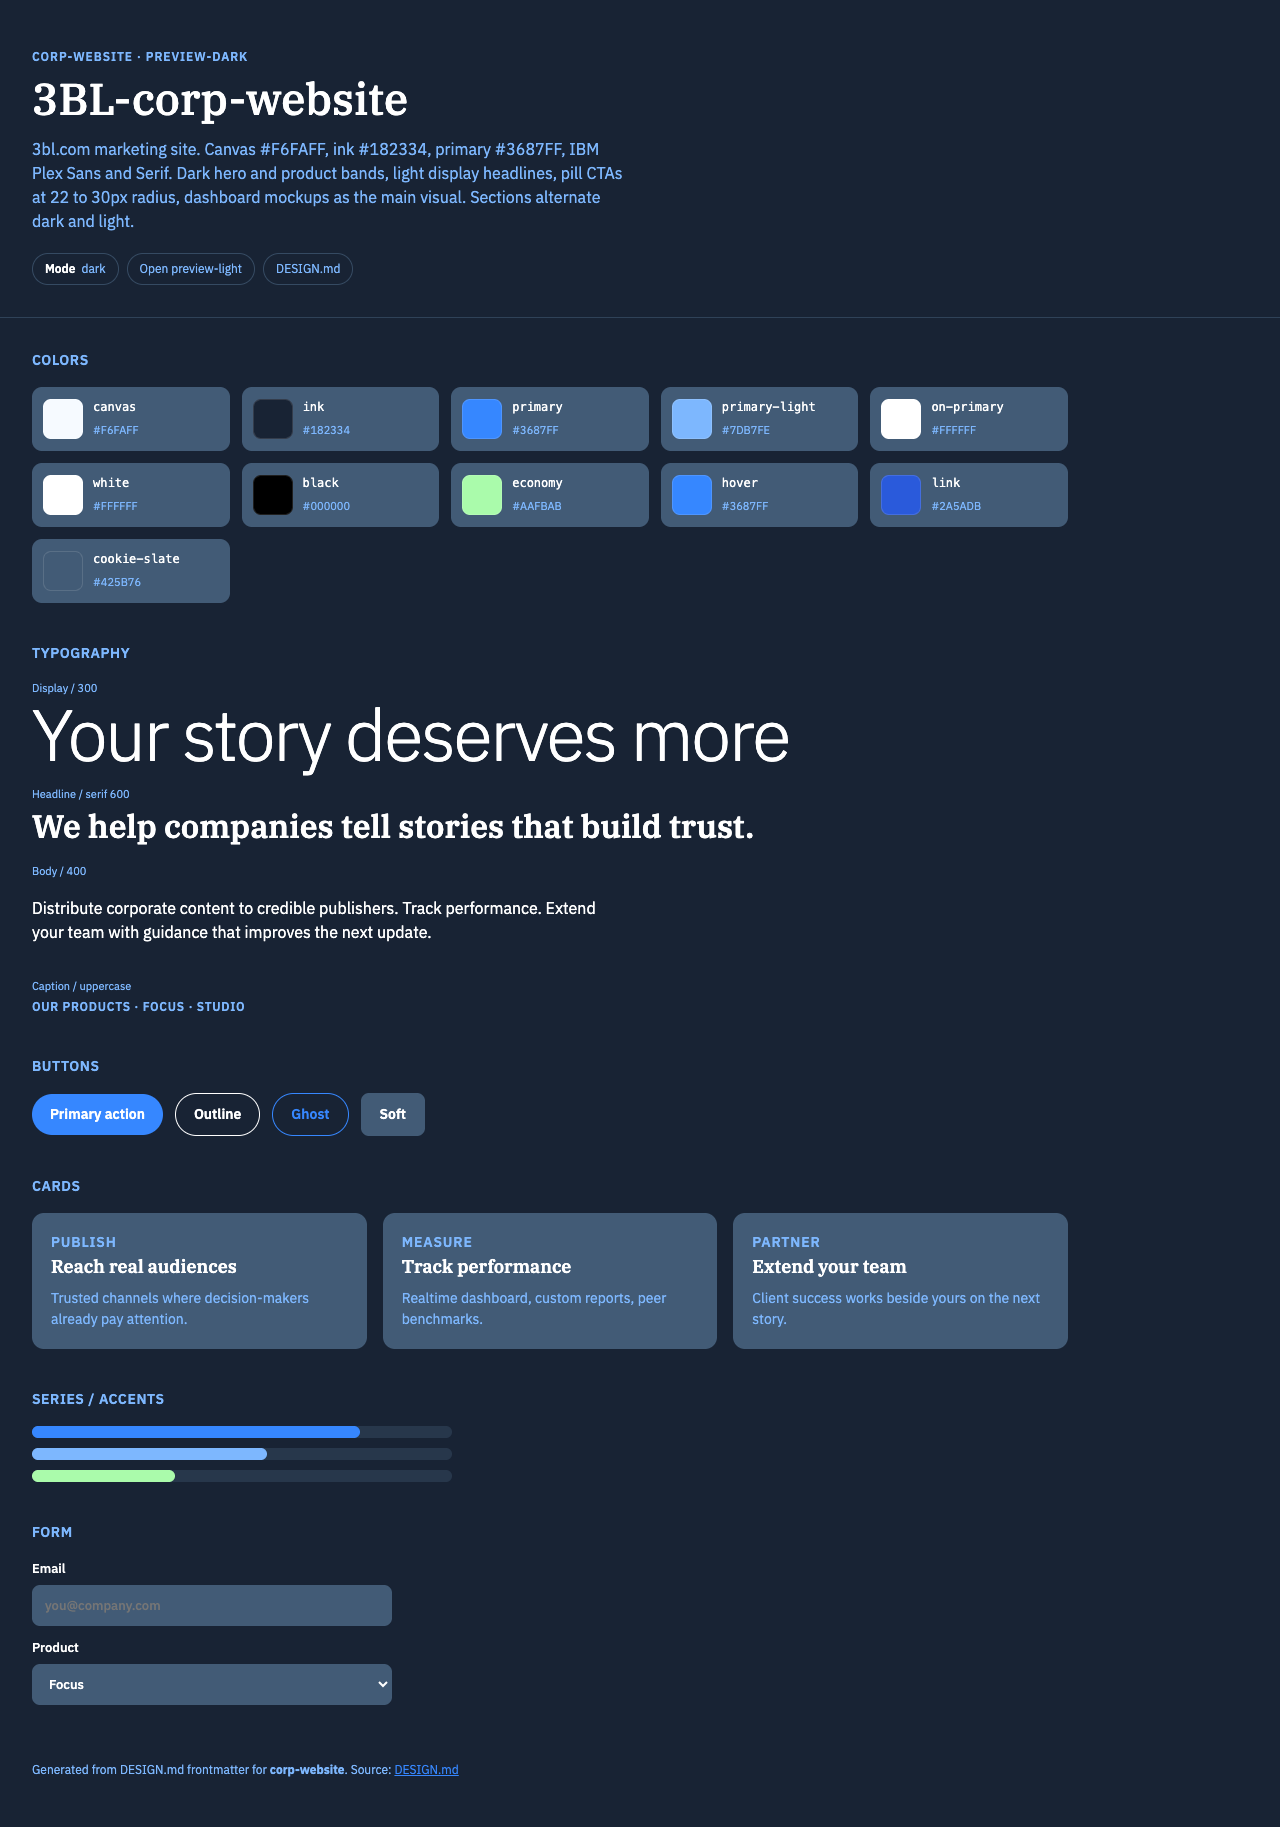 CORP-WEBSITE · PREVIEW-DARK
3BL-corp-website
3bl.com marketing site. Canvas #F6FAFF, ink #182334, primary #3687FF, IBM
Plex Sans and Serif. Dark hero and product bands, light display headlines, pill CTAs
at 22 to 30px radius, dashboard mockups as the main visual. Sections alternate
dark and light.
Mode dark
Open preview-light
DESIGN.md
COLORS
canvas
#F6FAFF
ink
#182334
primary
#3687FF
primary-light
#7DB7FE
on-primary
#FFFFFF
white
#FFFFFF
black
#000000
economy
#AAFBAB
hover
#3687FF
link
#2A5ADB
cookie-slate
#425B76
TYPOGRAPHY
Display / 300
Your story deserves more
Headline / serif 600
We help companies tell stories that build trust.
Body / 400
Distribute corporate content to credible publishers. Track performance. Extend
your team with guidance that improves the next update.
Caption / uppercase
OUR PRODUCTS · FOCUS · STUDIO
BUTTONS
Primary action
Outline
Ghost
Soft
CARDS
PUBLISH
Reach real audiences
Trusted channels where decision-makers
already pay attention.
MEASURE
Track performance
Realtime dashboard, custom reports, peer
benchmarks.
PARTNER
Extend your team
Client success works beside yours on the next
story.
SERIES / ACCENTS
FORM
Email
you@company.com
Product
Focus
Generated from DESIGN.md frontmatter for corp-website. Source: DESIGN.md